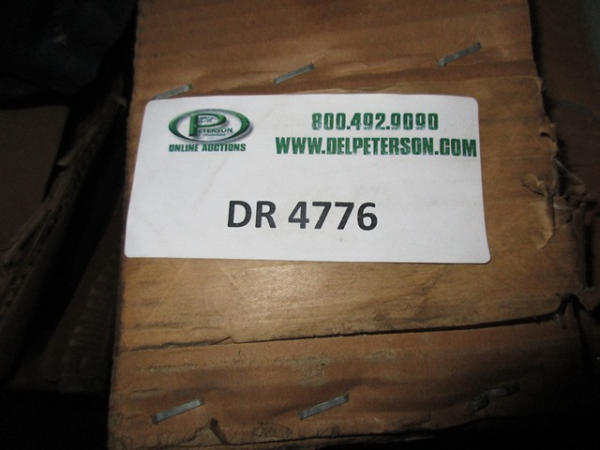 PETERSON
ONLINE AUCTIONS
800.492.9090
WWW.DELPETERSON.COM
DR 4776